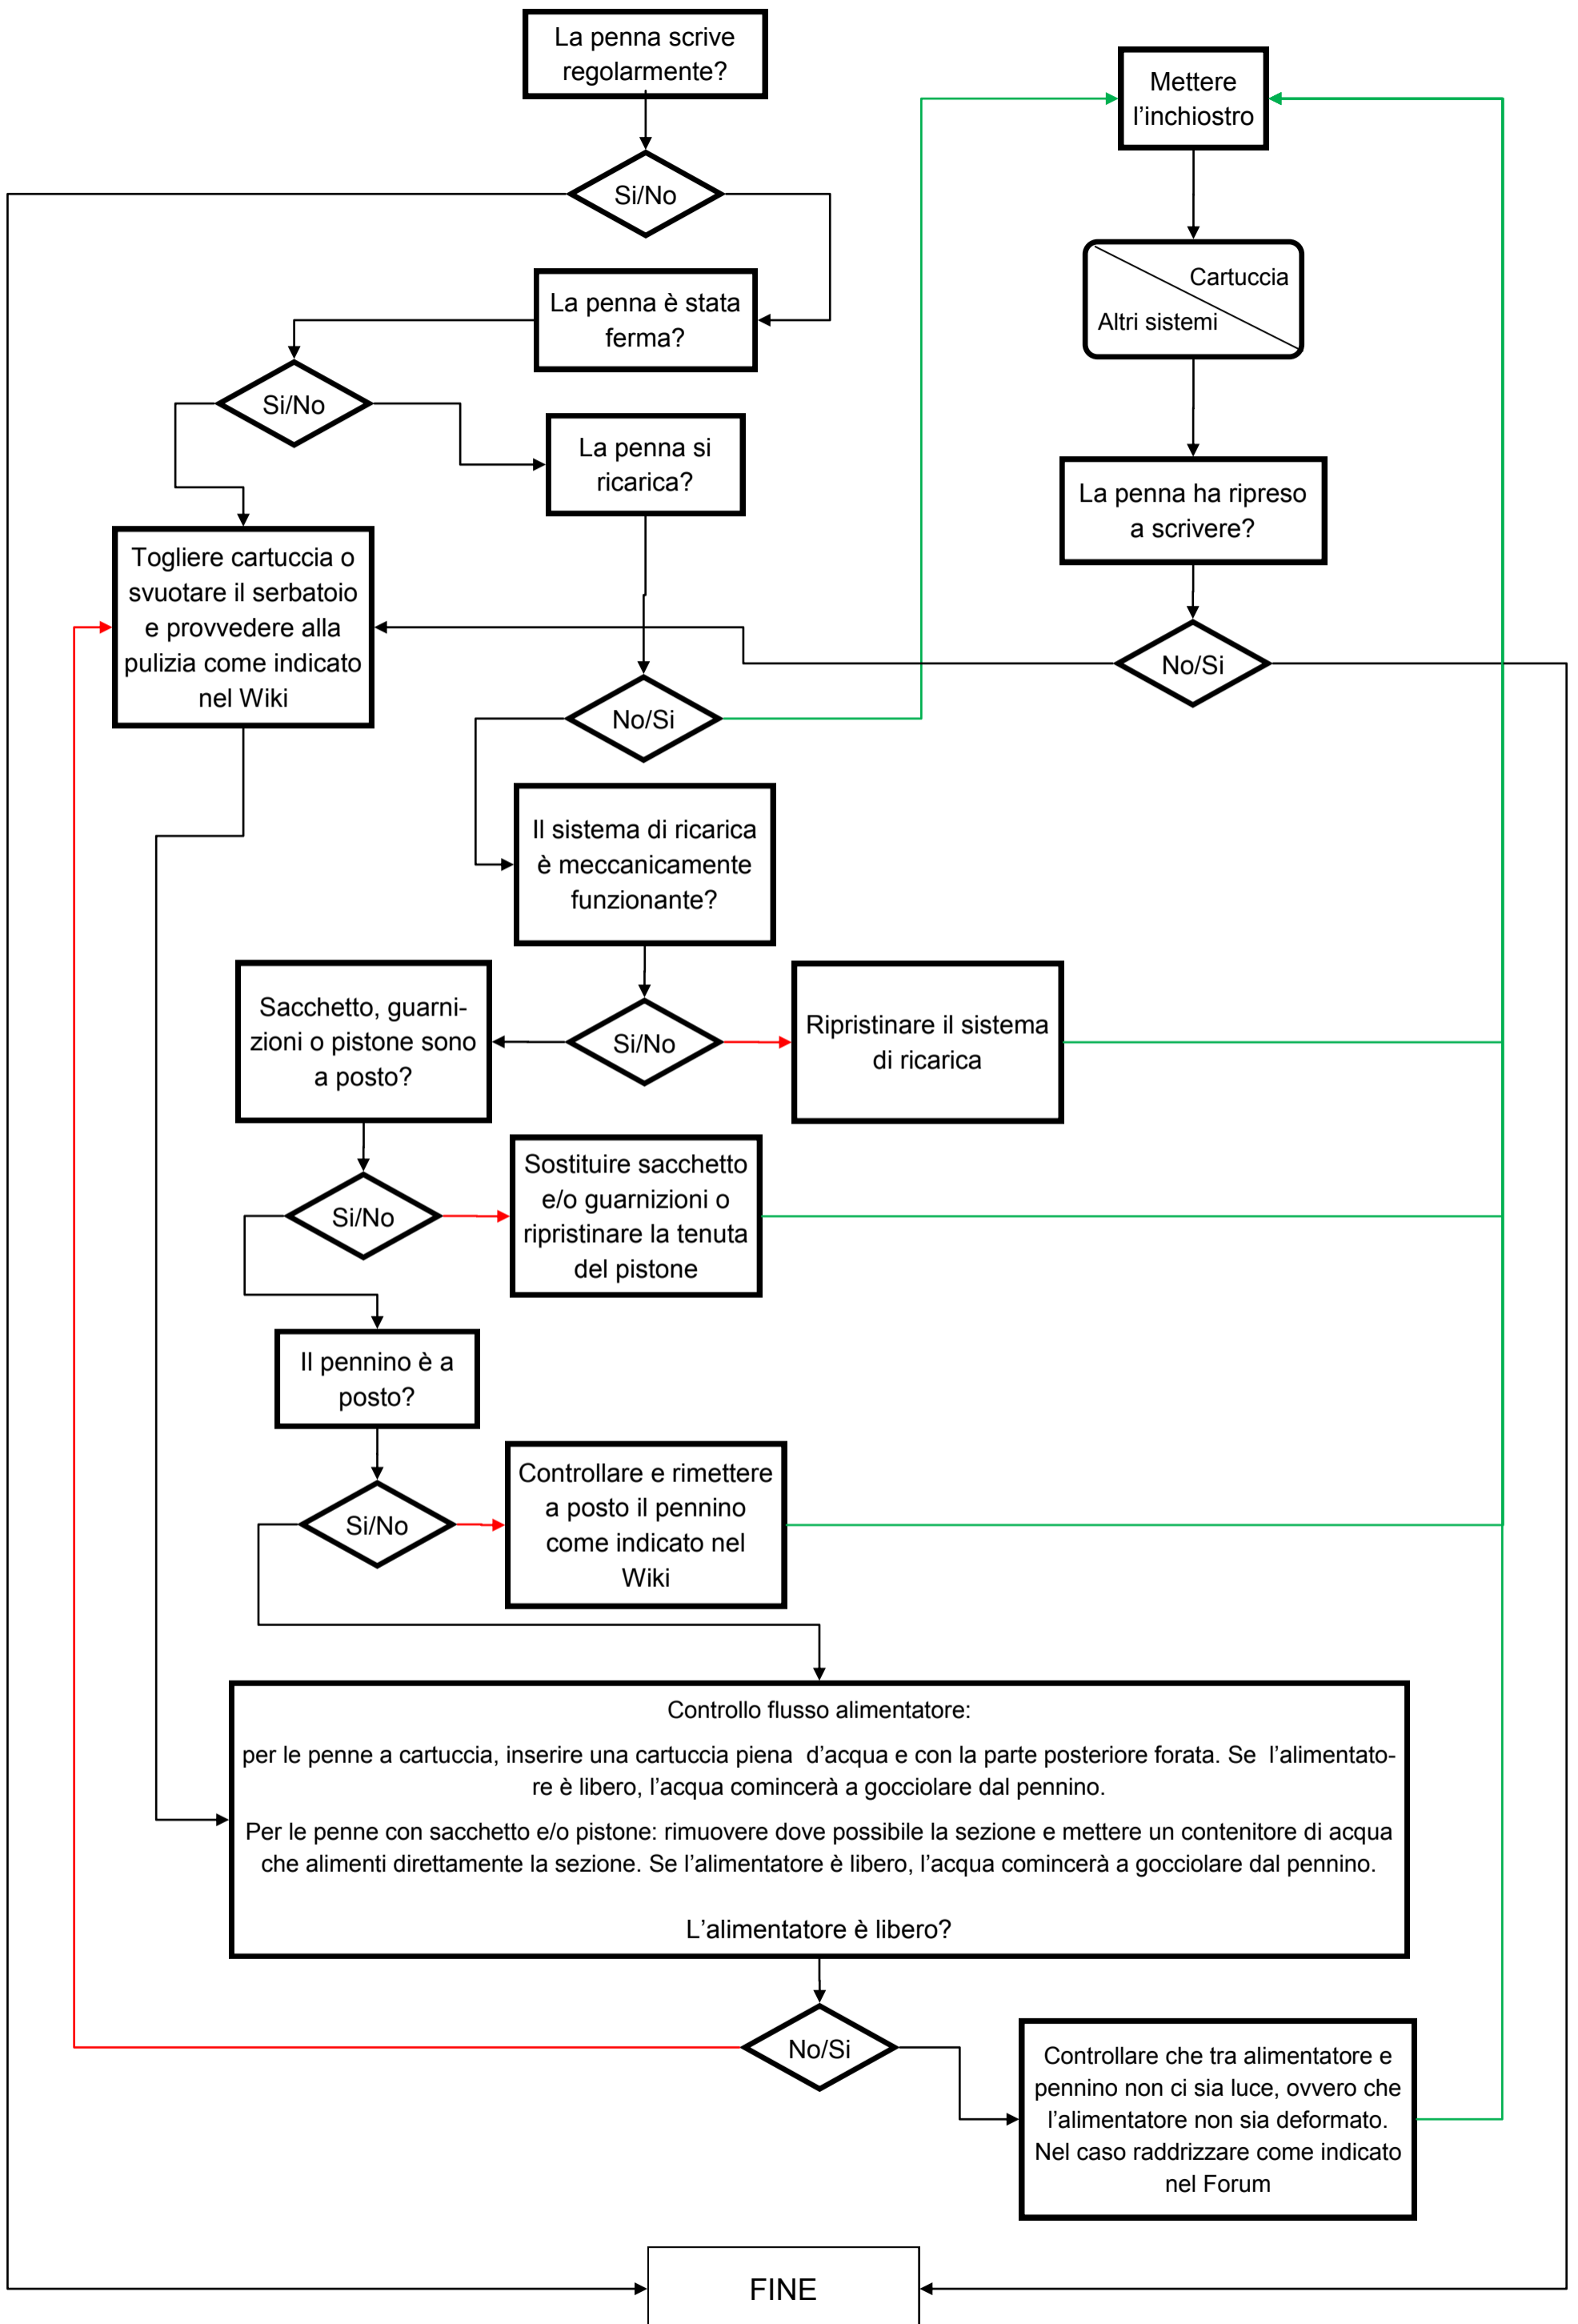 La penna scrive
regolarmente?
Mettere
l’inchiostro
Si/No
Cartuccia
Altri sistemi
La penna è stata
ferma?
Si/No
La penna si
ricarica?
La penna ha ripreso
a scrivere?
Togliere cartuccia o
svuotare il serbatoio
e provvedere alla
pulizia come indicato
nel Wiki
No/Si
No/Si
Il sistema di ricarica
è meccanicamente
funzionante?
Sacchetto, guarni-
zioni o pistone sono
a posto?
Si/No
Ripristinare il sistema
di ricarica
Si/No
Sostituire sacchetto
e/o guarnizioni o
ripristinare la tenuta
del pistone
Il pennino è a
posto?
Si/No
Controllare e rimettere
a posto il pennino
come indicato nel
Wiki
Controllo flusso alimentatore:
per le penne a cartuccia, inserire una cartuccia piena  d’acqua e con la parte posteriore forata. Se  l’alimentato-
re è libero, l’acqua comincerà a gocciolare dal pennino.
Per le penne con sacchetto e/o pistone: rimuovere dove possibile la sezione e mettere un contenitore di acqua
che alimenti direttamente la sezione. Se l’alimentatore è libero, l’acqua comincerà a gocciolare dal pennino.
L’alimentatore è libero?
No/Si
Controllare che tra alimentatore e
pennino non ci sia luce, ovvero che
l’alimentatore non sia deformato.
Nel caso raddrizzare come indicato
nel Forum
FINE